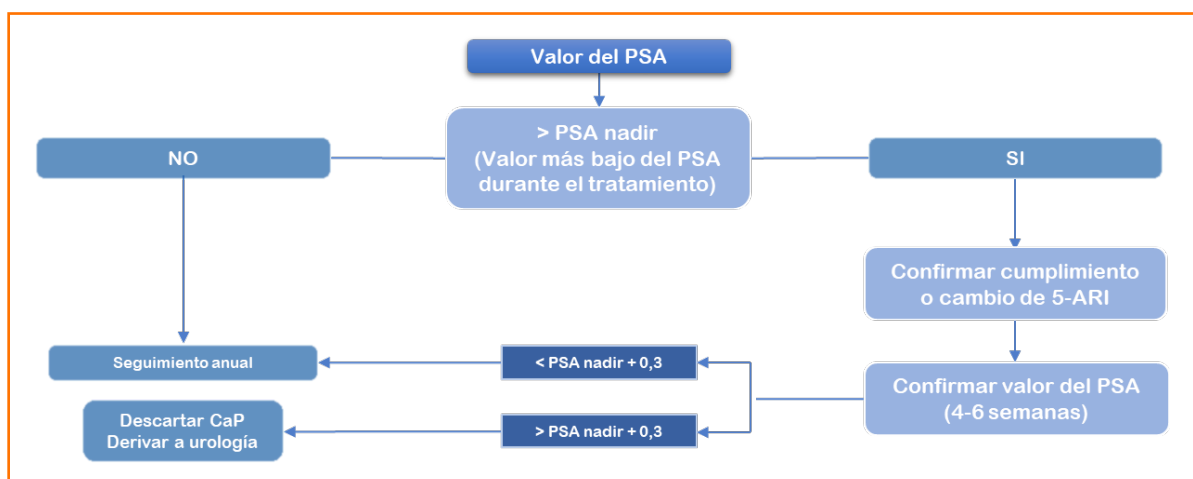 Valor del PSA
> PSA nadir
(Valor más bajo del PSA
durante el tratamiento)
NO
SI
Confirmar cumplimiento
o cambio de 5-ARI
Seguimiento anual
< PSA nadir + 0,3
Confirmar valor del PSA
(4-6 semanas)
Descartar CaP
Derivar a urología
> PSA nadir + 0,3